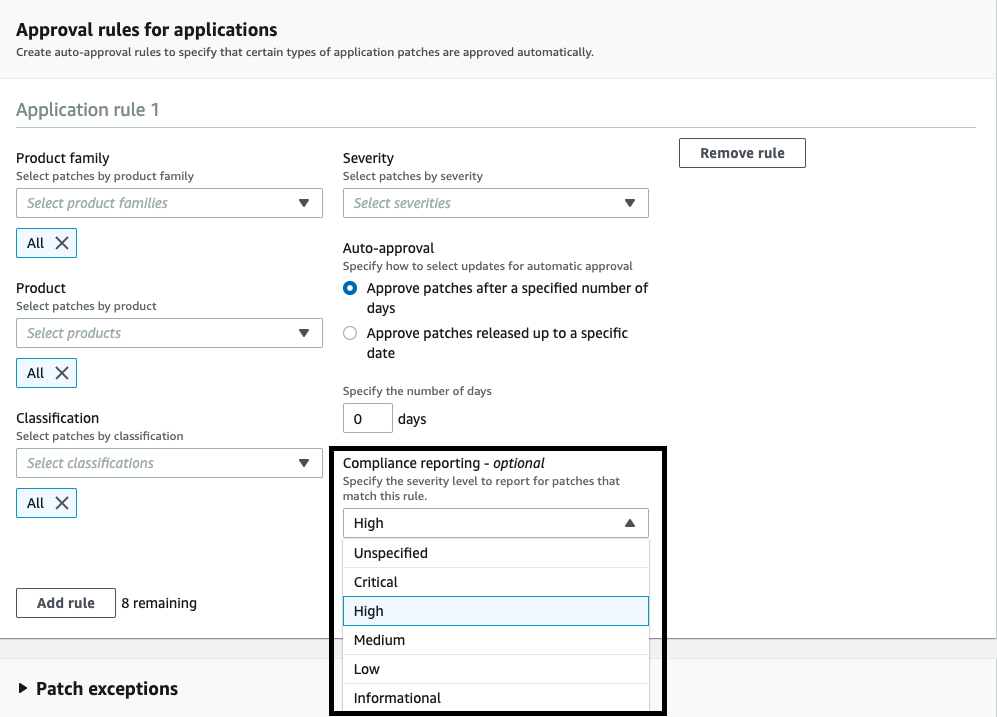 Approval rules for applications
Create auto-approval rules to specify that certain types of application patches are approved automatically.
Application rule 1
Product family
Select patches by product family
Select product families
All
Product
Select patches by product
Select products
All
Classification
Select patches by classification
Select classifications
All
Severity
Select patches by severity
Select severities
Auto-approval
Specify how to select updates for automatic approval
Approve patches after a specified number of
days
Approve patches released up to a specific
date
Specify the number of days
0 days
Compliance reporting - optional
Specify the severity level to report for patches that
match this rule.
High
Unspecified
Critical
High
Medium
Low
Informational
Remove rule
Add rule 8 remaining
Patch exceptions